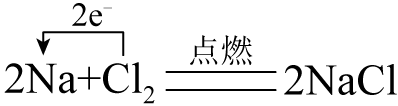 2e⁻
点燃
2Na+Cl₂ ══ 2NaCl